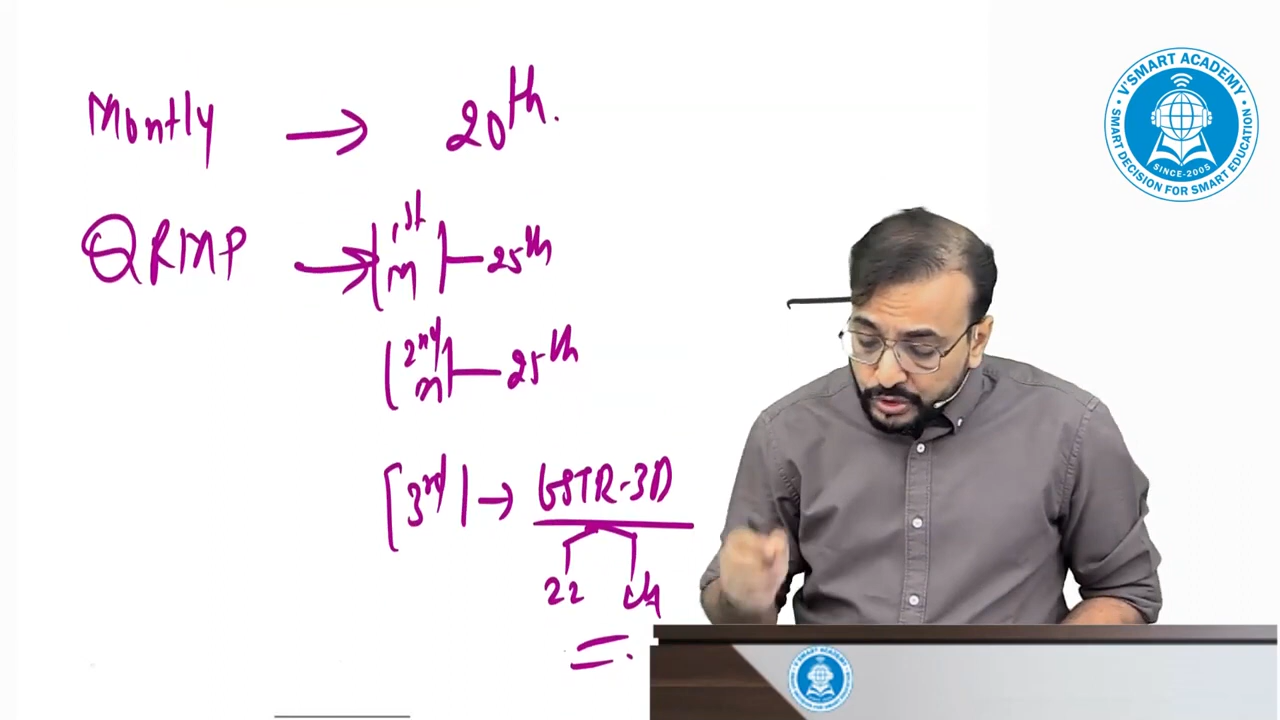 Montly → 20th.
QRMP → [1st M] — 25th
[2nd M] — 25th
[3rd] → GSTR-3B
22 24
V'SMART ACADEMY
SMART DECISION FOR SMART EDUCATION
SINCE-2005